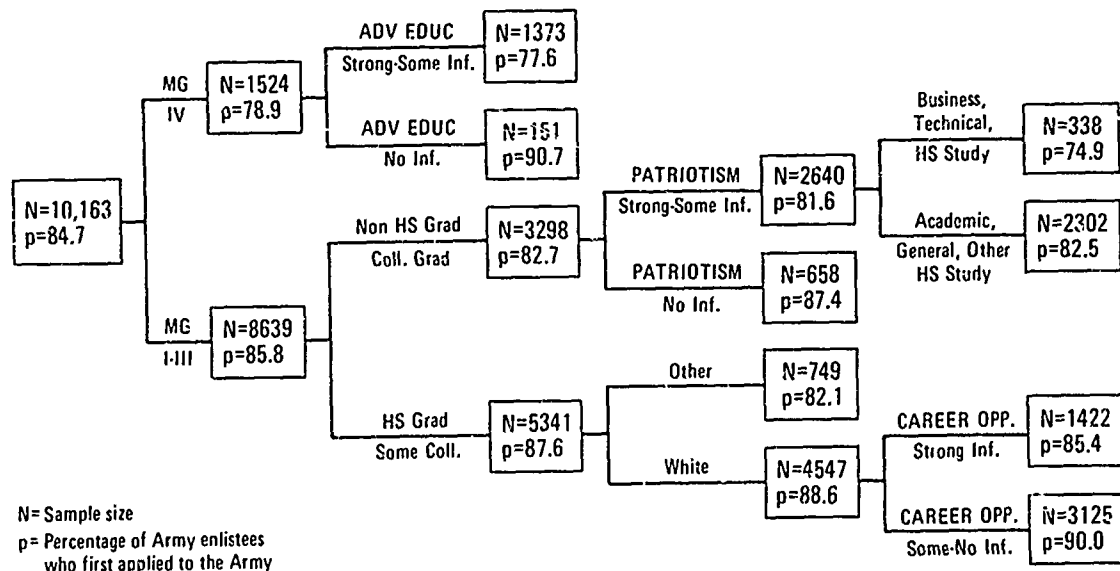 ADV EDUC
Strong-Some Inf.
N=1373
p=77.6
MG
IV
N=1524
p=78.9
ADV EDUC
No Inf.
N=151
p=90.7
Business,
Technical,
HS Study
N=338
p=74.9
N=10,163
p=84.7
PATRIOTISM
Strong-Some Inf.
N=2640
p=81.6
Non HS Grad
Coll. Grad
N=3298
p=82.7
Academic,
General, Other
HS Study
N=2302
p=82.5
PATRIOTISM
No Inf.
N=658
p=87.4
MG
I-III
N=8639
p=85.8
Other
N=749
p=82.1
HS Grad
Some Coll.
N=5341
p=87.6
CAREER OPP.
Strong Inf.
N=1422
p=85.4
White
N=4547
p=88.6
CAREER OPP.
Some-No Inf.
N=3125
p=90.0
N= Sample size
p= Percentage of Army enlistees
who first applied to the Army